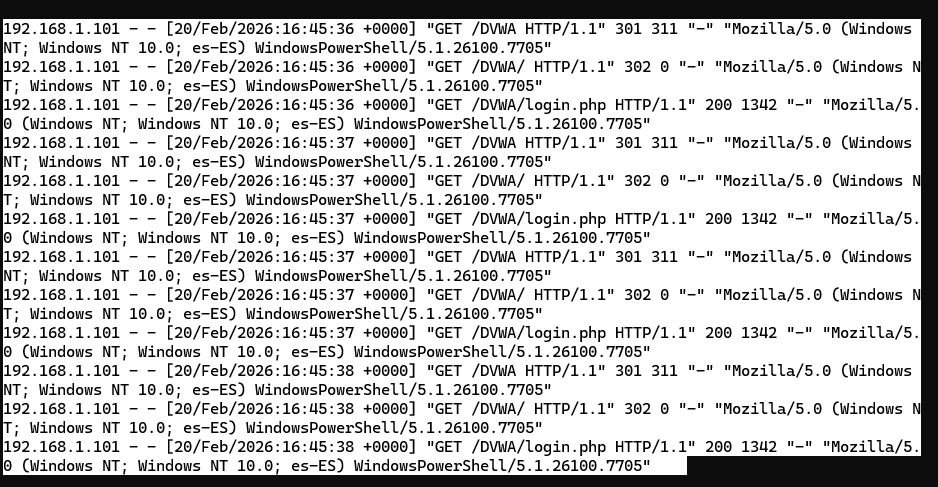 192.168.1.101 - - [20/Feb/2026:16:45:36 +0000] "GET /DVWA HTTP/1.1" 301 311 "-" "Mozilla/5.0 (Windows
NT; Windows NT 10.0; es-ES) WindowsPowerShell/5.1.26100.7705"
192.168.1.101 - - [20/Feb/2026:16:45:36 +0000] "GET /DVWA/ HTTP/1.1" 302 0 "-" "Mozilla/5.0 (Windows N
T; Windows NT 10.0; es-ES) WindowsPowerShell/5.1.26100.7705"
192.168.1.101 - - [20/Feb/2026:16:45:36 +0000] "GET /DVWA/login.php HTTP/1.1" 200 1342 "-" "Mozilla/5.
0 (Windows NT; Windows NT 10.0; es-ES) WindowsPowerShell/5.1.26100.7705"
192.168.1.101 - - [20/Feb/2026:16:45:37 +0000] "GET /DVWA HTTP/1.1" 301 311 "-" "Mozilla/5.0 (Windows
NT; Windows NT 10.0; es-ES) WindowsPowerShell/5.1.26100.7705"
192.168.1.101 - - [20/Feb/2026:16:45:37 +0000] "GET /DVWA/ HTTP/1.1" 302 0 "-" "Mozilla/5.0 (Windows N
T; Windows NT 10.0; es-ES) WindowsPowerShell/5.1.26100.7705"
192.168.1.101 - - [20/Feb/2026:16:45:37 +0000] "GET /DVWA/login.php HTTP/1.1" 200 1342 "-" "Mozilla/5.
0 (Windows NT; Windows NT 10.0; es-ES) WindowsPowerShell/5.1.26100.7705"
192.168.1.101 - - [20/Feb/2026:16:45:37 +0000] "GET /DVWA HTTP/1.1" 301 311 "-" "Mozilla/5.0 (Windows
NT; Windows NT 10.0; es-ES) WindowsPowerShell/5.1.26100.7705"
192.168.1.101 - - [20/Feb/2026:16:45:37 +0000] "GET /DVWA/ HTTP/1.1" 302 0 "-" "Mozilla/5.0 (Windows N
T; Windows NT 10.0; es-ES) WindowsPowerShell/5.1.26100.7705"
192.168.1.101 - - [20/Feb/2026:16:45:37 +0000] "GET /DVWA/login.php HTTP/1.1" 200 1342 "-" "Mozilla/5.
0 (Windows NT; Windows NT 10.0; es-ES) WindowsPowerShell/5.1.26100.7705"
192.168.1.101 - - [20/Feb/2026:16:45:38 +0000] "GET /DVWA HTTP/1.1" 301 311 "-" "Mozilla/5.0 (Windows
NT; Windows NT 10.0; es-ES) WindowsPowerShell/5.1.26100.7705"
192.168.1.101 - - [20/Feb/2026:16:45:38 +0000] "GET /DVWA/ HTTP/1.1" 302 0 "-" "Mozilla/5.0 (Windows N
T; Windows NT 10.0; es-ES) WindowsPowerShell/5.1.26100.7705"
192.168.1.101 - - [20/Feb/2026:16:45:38 +0000] "GET /DVWA/login.php HTTP/1.1" 200 1342 "-" "Mozilla/5.
0 (Windows NT; Windows NT 10.0; es-ES) WindowsPowerShell/5.1.26100.7705"